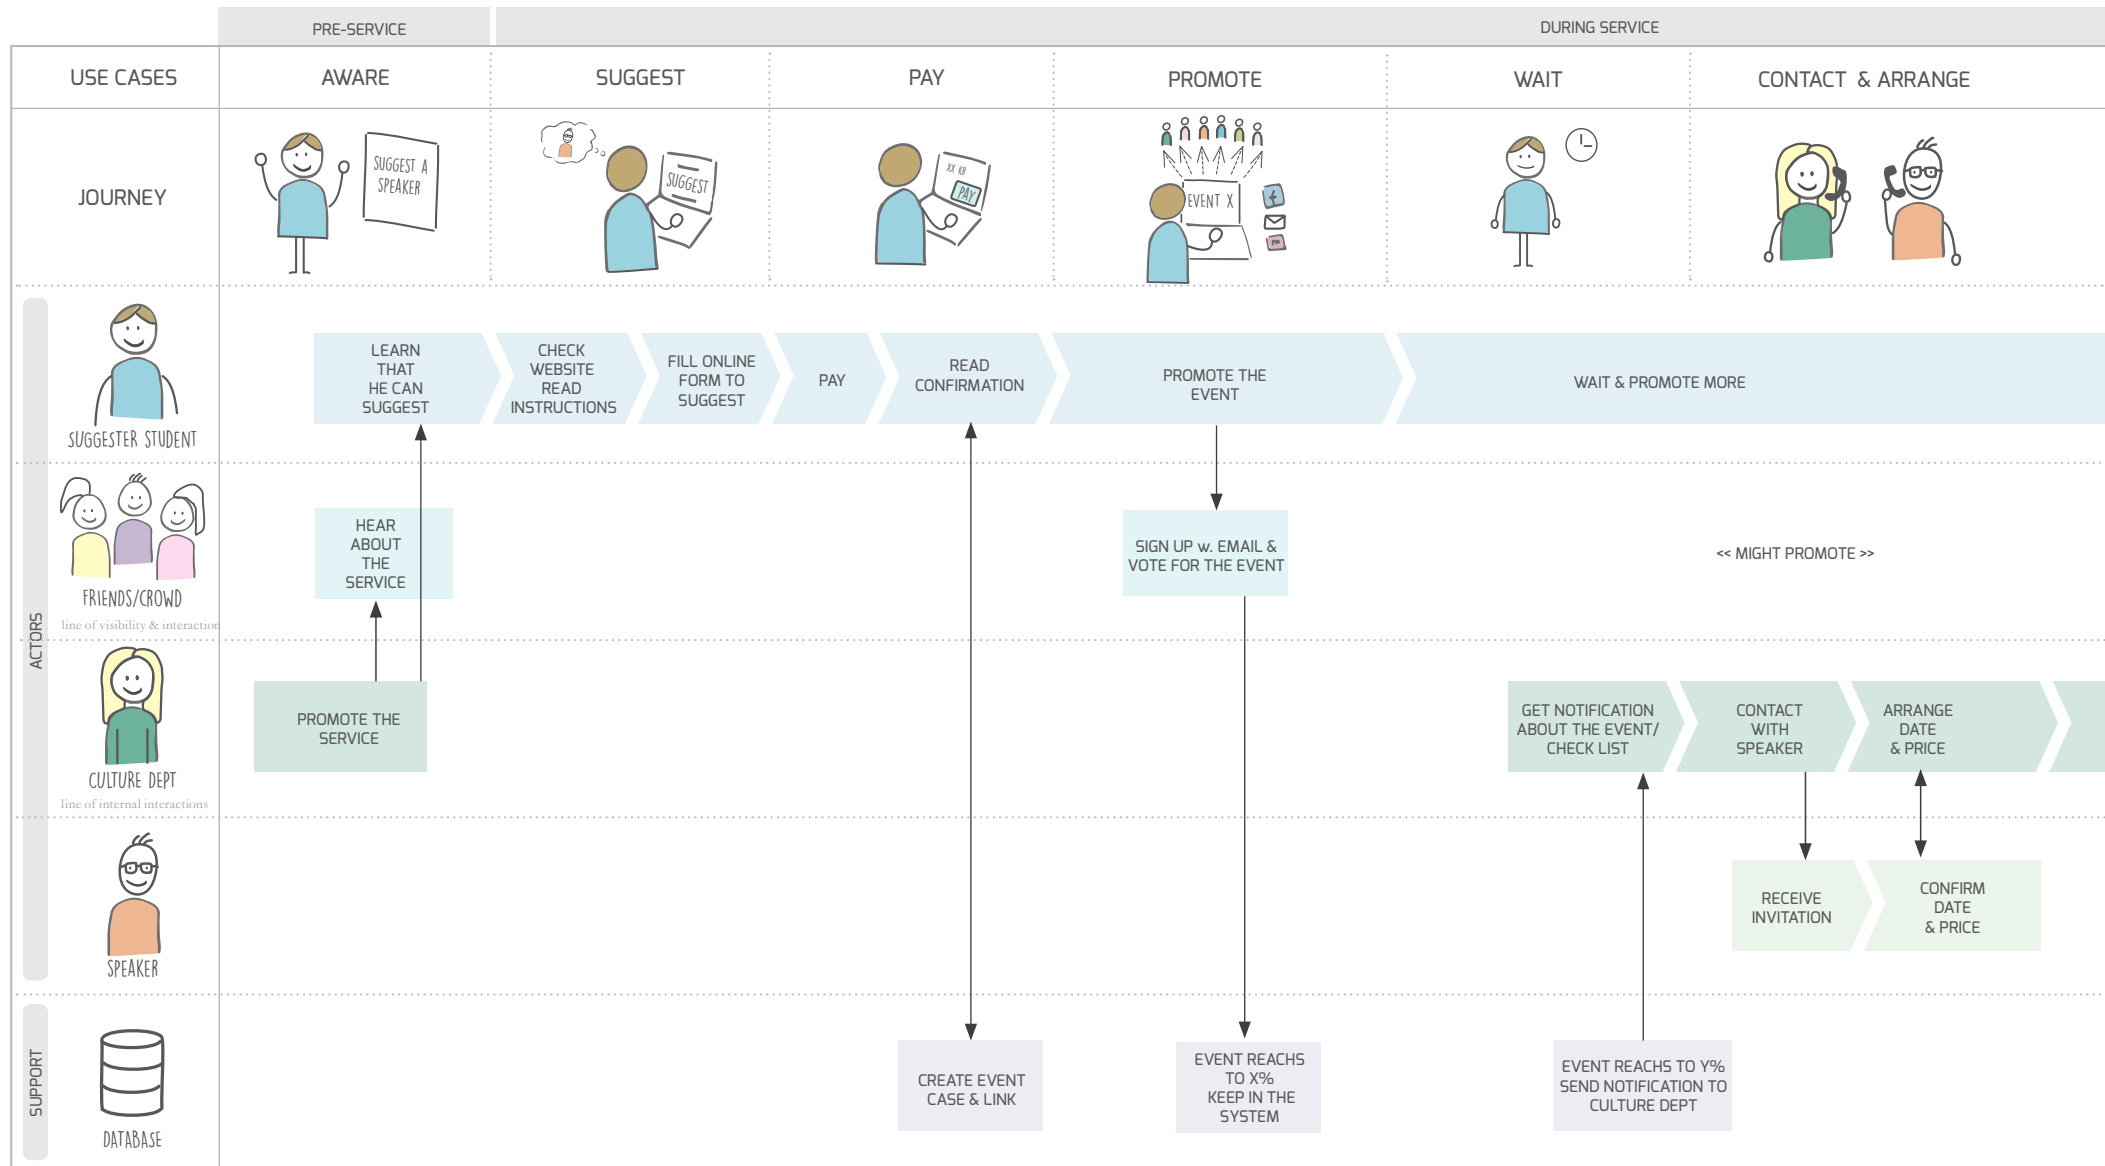 PRE-SERVICE
DURING SERVICE
USE CASES
AWARE
SUGGEST
PAY
PROMOTE
WAIT
CONTACT & ARRANGE
JOURNEY
SUGGEST A
SPEAKER
SUGGEST
XX KR
PAY
EVENT X
f
ACTORS
SUGGESTER STUDENT
LEARN
THAT
HE CAN
SUGGEST
CHECK
WEBSITE
READ
INSTRUCTIONS
FILL ONLINE
FORM TO
SUGGEST
PAY
READ
CONFIRMATION
PROMOTE THE
EVENT
WAIT & PROMOTE MORE
FRIENDS/CROWD
line of visibility & interaction
HEAR
ABOUT
THE
SERVICE
SIGN UP w. EMAIL &
VOTE FOR THE EVENT
<< MIGHT PROMOTE >>
CULTURE DEPT
line of internal interactions
PROMOTE THE
SERVICE
GET NOTIFICATION
ABOUT THE EVENT/
CHECK LIST
CONTACT
WITH
SPEAKER
ARRANGE
DATE
& PRICE
SPEAKER
RECEIVE
INVITATION
CONFIRM
DATE
& PRICE
SUPPORT
DATABASE
CREATE EVENT
CASE & LINK
EVENT REACHS
TO X%
KEEP IN THE
SYSTEM
EVENT REACHS TO Y%
SEND NOTIFICATION TO
CULTURE DEPT